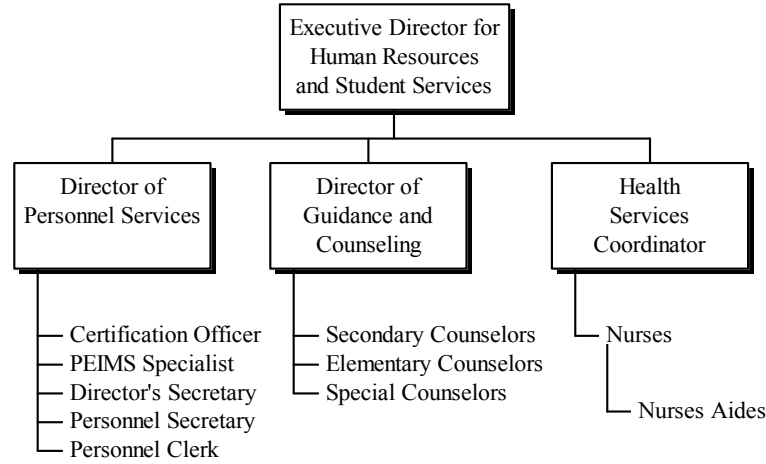 Executive Director for
Human Resources
and Student Services
Director of
Personnel Services
Director of
Guidance and
Counseling
Health
Services
Coordinator
Certification Officer
PEIMS Specialist
Director's Secretary
Personnel Secretary
Personnel Clerk
Secondary Counselors
Elementary Counselors
Special Counselors
Nurses
Nurses Aides